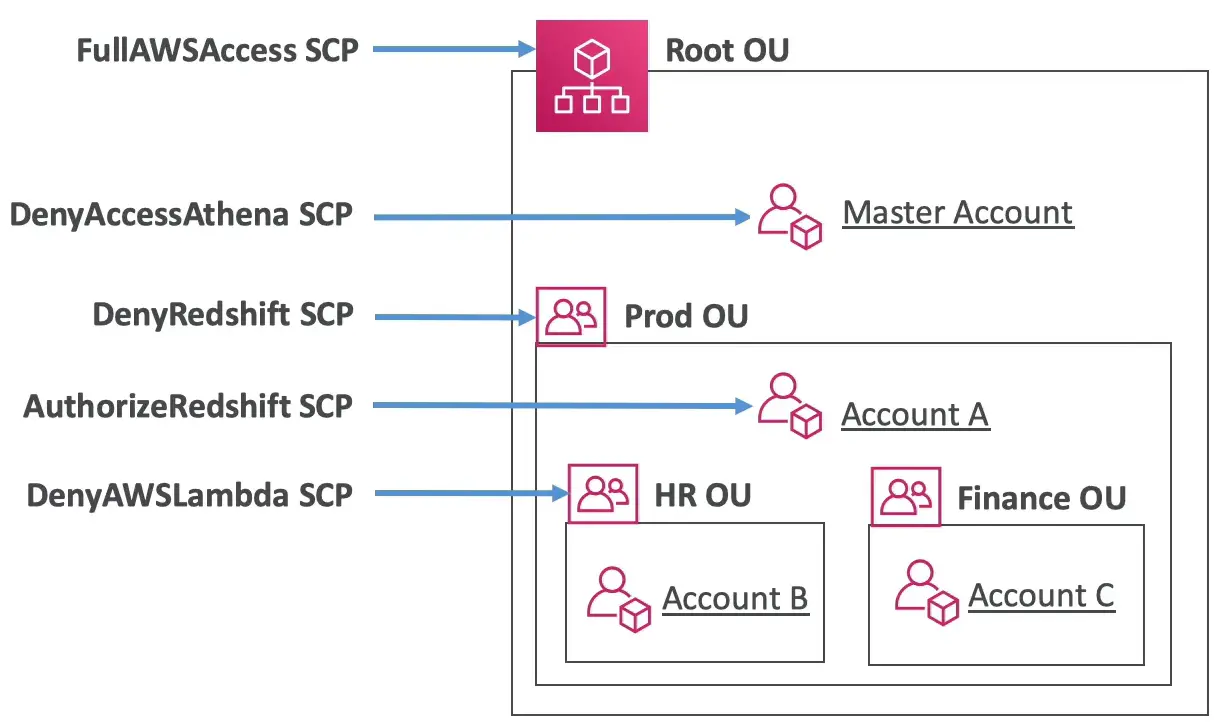 FullAWSAccess SCP
Root OU
DenyAccessAthena SCP
Master Account
DenyRedshift SCP
Prod OU
AuthorizeRedshift SCP
Account A
DenyAWSLambda SCP
HR OU
Finance OU
Account B
Account C